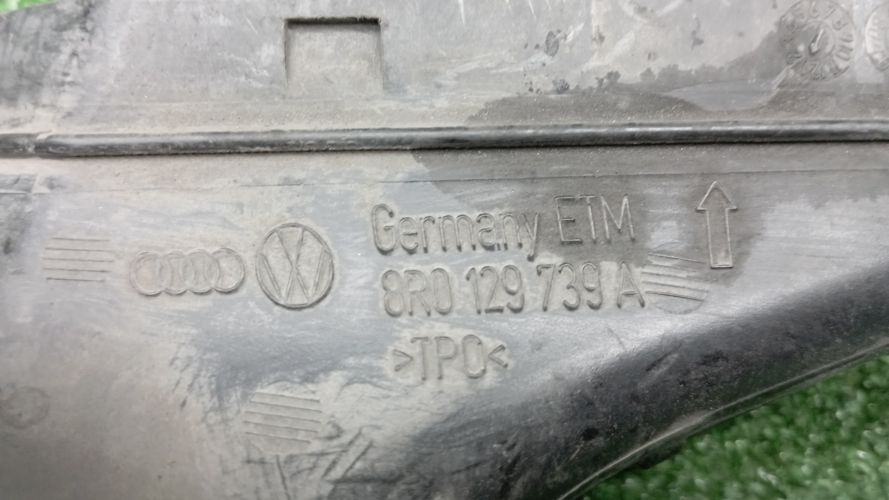 Germany ETM
8R0 129 739 A
>TPO<